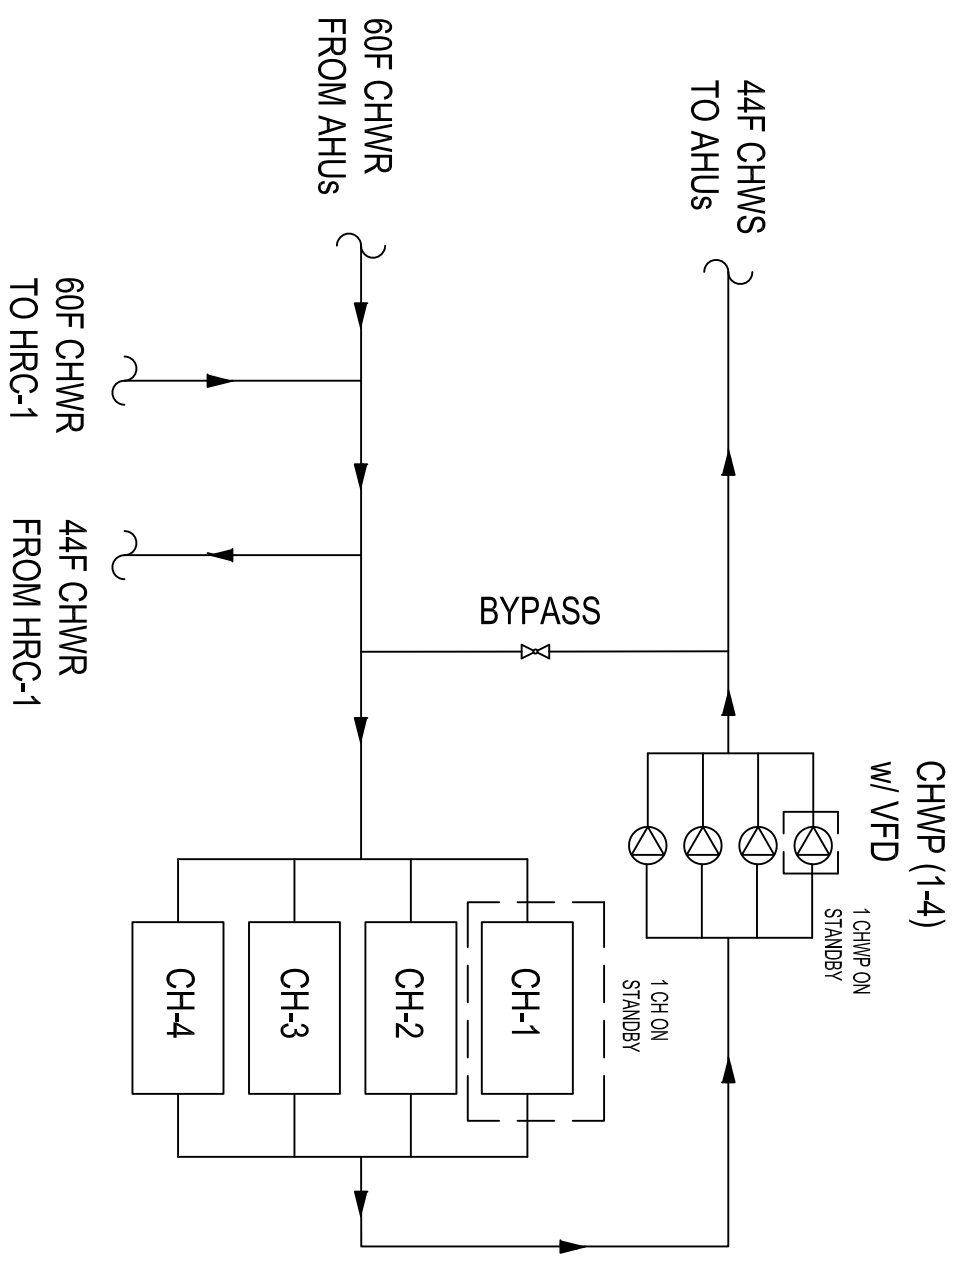 44F CHWS
TO AHUs
60F CHWR
FROM AHUs
60F CHWR
TO HRC-1
44F CHWR
FROM HRC-1
BYPASS
CHWP (1-4)
w/ VFD
1 CHWP ON
STANDBY
1 CH ON
STANDBY
CH-1
CH-2
CH-3
CH-4